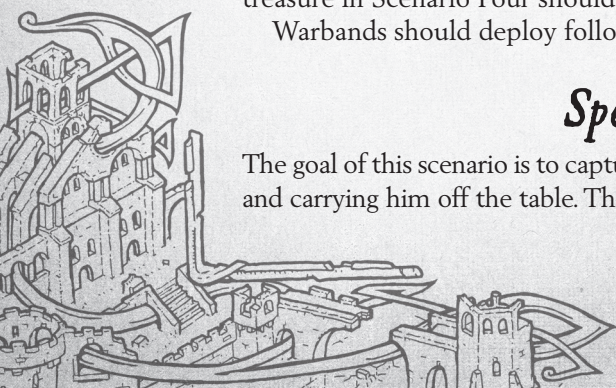 treasure in Scenario Four should
Warbands should deploy follo
Spe
The goal of this scenario is to captu
and carrying him off the table. Th